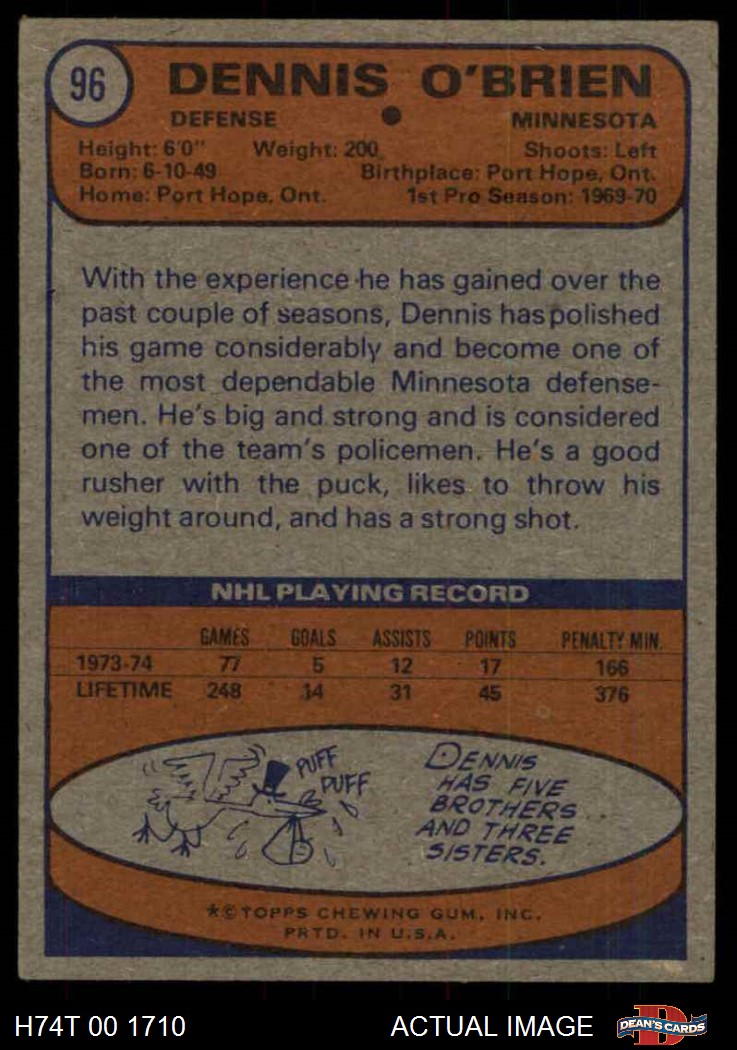 96
DENNIS O'BRIEN
DEFENSE
MINNESOTA
Height: 6'0" Weight: 200 Shoots: Left
Born: 6-10-49 Birthplace: Port Hope, Ont.
Home: Port Hope, Ont. 1st Pro Season: 1969-70
With the experience he has gained over the
past couple of seasons, Dennis has polished
his game considerably and become one of
the most dependable Minnesota defense-
men. He's big and strong and is considered
one of the team's policemen. He's a good
rusher with the puck, likes to throw his
weight around, and has a strong shot.
NHL PLAYING RECORD
GAMES GOALS ASSISTS POINTS PENALTY MIN.
1973-74 77 5 12 17 166
LIFETIME 248 14 31 45 376
PUFF
PUFF
DENNIS
HAS FIVE
BROTHERS
AND THREE
SISTERS.
*©TOPPS CHEWING GUM, INC.
PRTD. IN U.S.A.
H74T 00 1710
ACTUAL IMAGE
D
DEAN'S CARDS